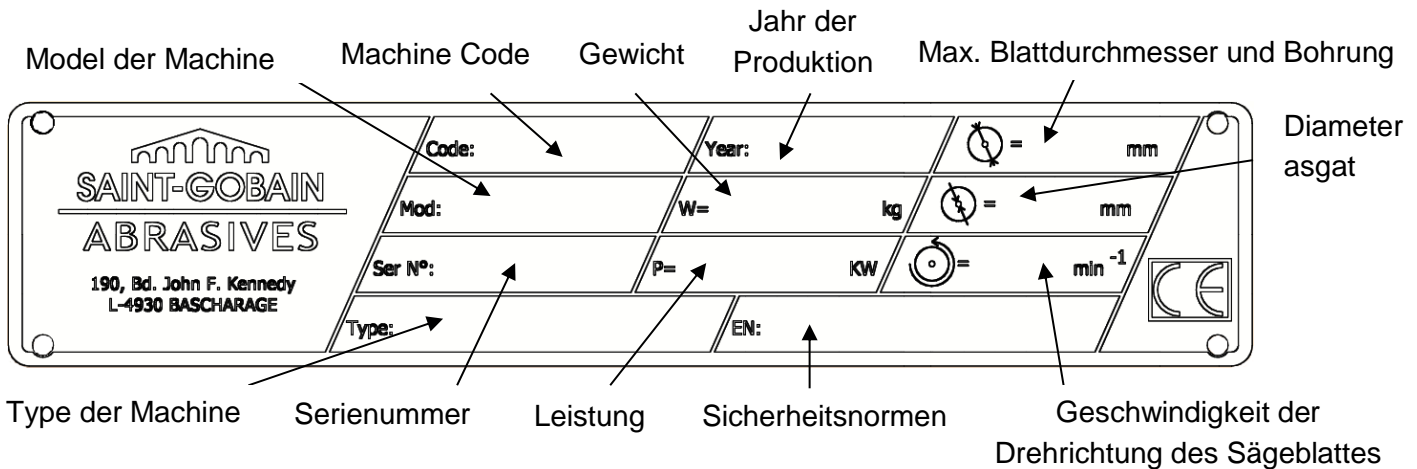 Jahr der
Model der Machine Machine Code Gewicht Produktion Max. Blattdurchmesser und Bohrung
Diameter
asgat
SAINT-GOBAIN
ABRASIVES
190, Bd. John F. Kennedy
L-4930 BASCHARAGE
Code: Year: = mm
Mod: W= kg = mm
Ser N°: P= KW = min -1
Type: EN:
CE
Type der Machine Serienummer Leistung Sicherheitsnormen Geschwindigkeit der
Drehrichtung des Sägeblattes